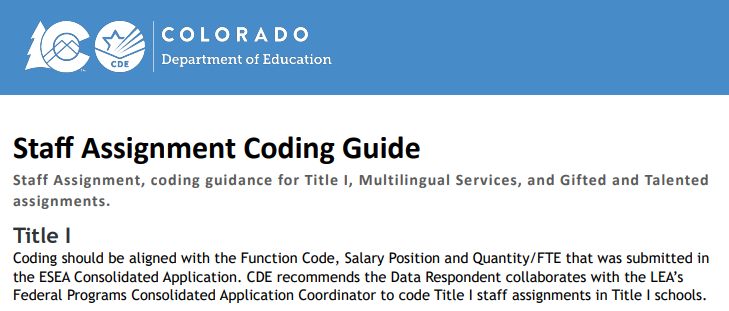 COLORADO
Department of Education
CDE
Staff Assignment Coding Guide
Staff Assignment, coding guidance for Title I, Multilingual Services, and Gifted and Talented
assignments.
Title I
Coding should be aligned with the Function Code, Salary Position and Quantity/FTE that was submitted in
the ESEA Consolidated Application. CDE recommends the Data Respondent collaborates with the LEA's
Federal Programs Consolidated Application Coordinator to code Title I staff assignments in Title I schools.